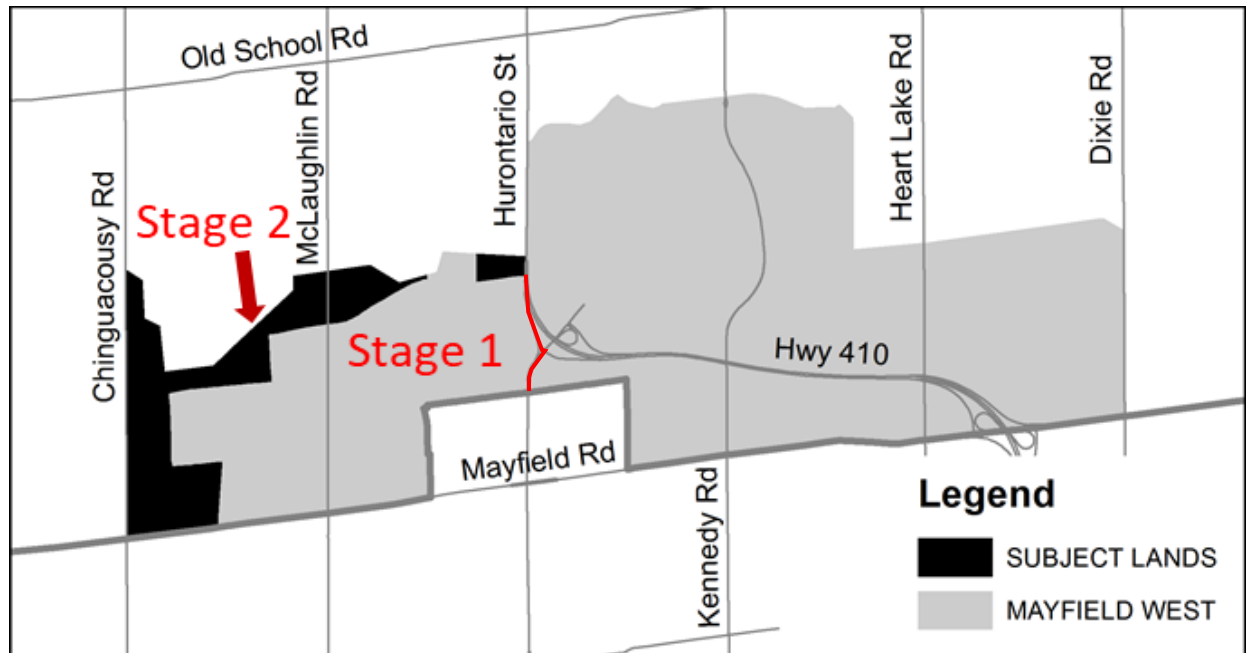 Old School Rd
Chinguacousy Rd
McLaughlin Rd
Hurontario St
Heart Lake Rd
Dixie Rd
Stage 2
Stage 1
Hwy 410
Mayfield Rd
Kennedy Rd
Legend
SUBJECT LANDS
MAYFIELD WEST